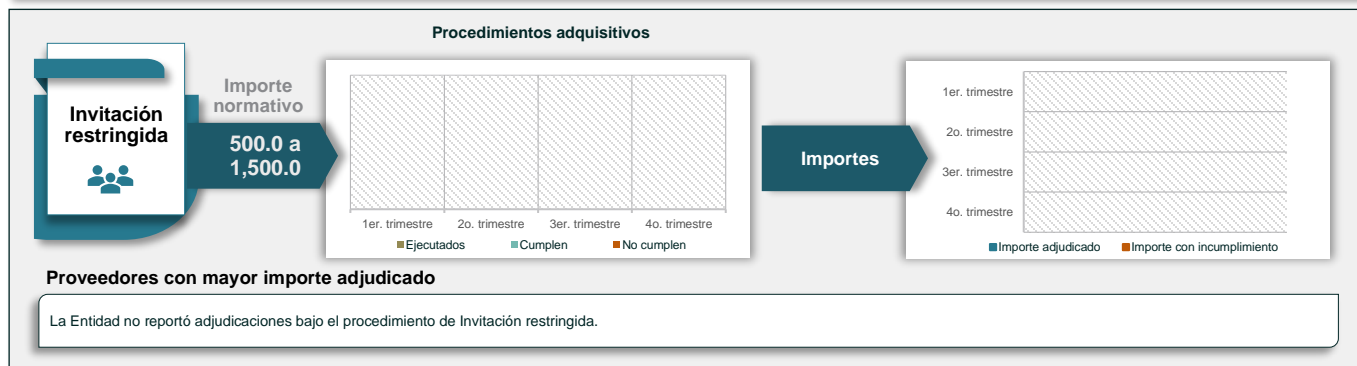 Procedimientos adquisitivos
Invitación
restringida
Importe
normativo
500.0 a
1,500.0
1er. trimestre 2o. trimestre 3er. trimestre 4o. trimestre
Ejecutados Cumplen No cumplen
Importes
1er. trimestre
2o. trimestre
3er. trimestre
4o. trimestre
Importe adjudicado Importe con incumplimiento
Proveedores con mayor importe adjudicado
La Entidad no reportó adjudicaciones bajo el procedimiento de Invitación restringida.